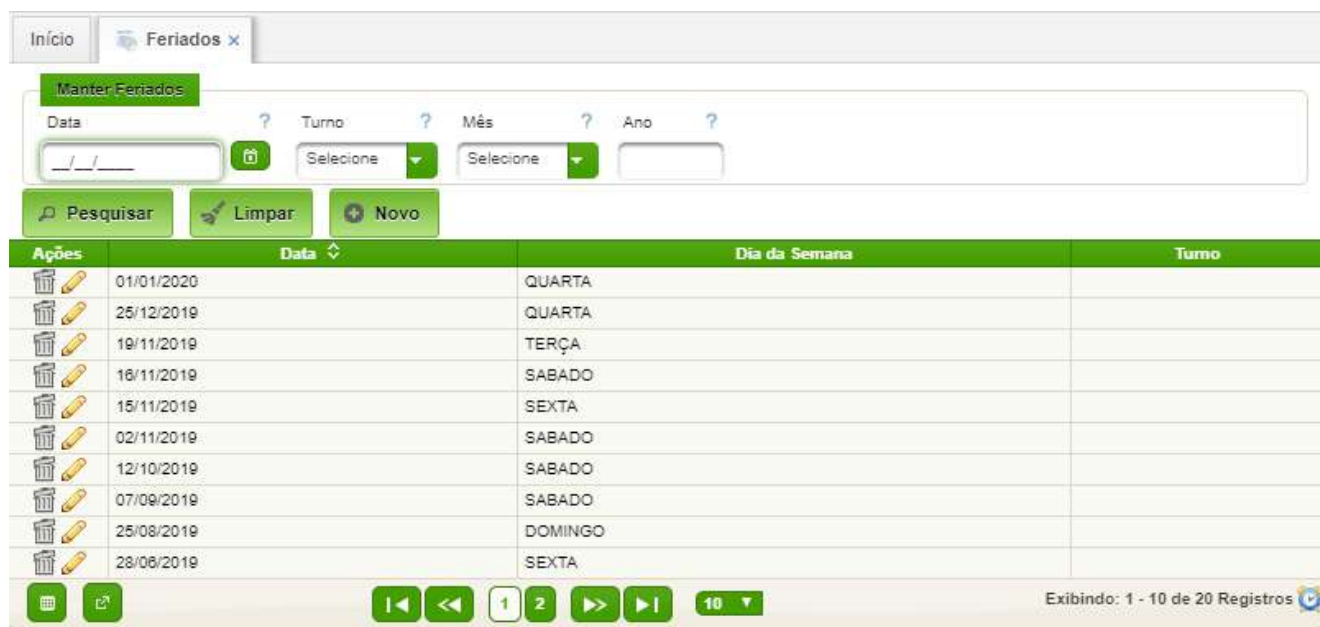 Início Feriados x
Manter Feriados
Data ? Turno ? Mês ? Ano ?
__/__/____ Selecione Selecione
Pesquisar Limpar Novo
Ações Data Dia da Semana Turno
01/01/2020 QUARTA
25/12/2019 QUARTA
19/11/2019 TERÇA
16/11/2019 SABADO
15/11/2019 SEXTA
02/11/2019 SABADO
12/10/2019 SABADO
07/09/2019 SABADO
25/08/2019 DOMINGO
28/06/2019 SEXTA
1 2 10 Exibindo: 1 - 10 de 20 Registros